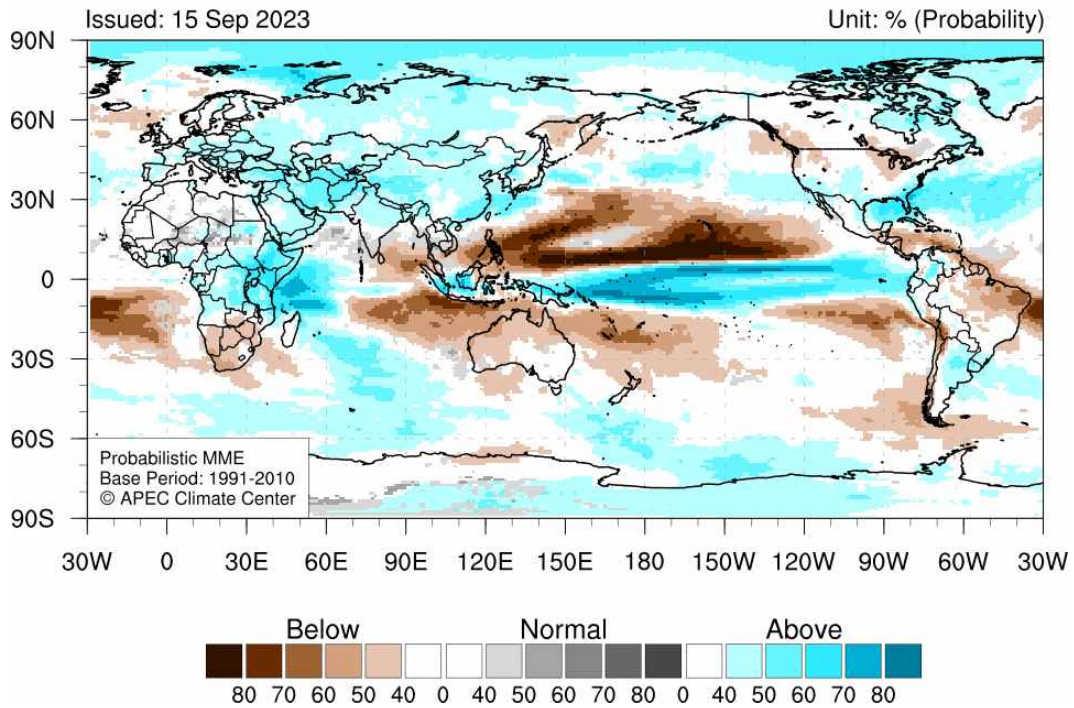 Issued: 15 Sep 2023 Unit: % (Probability)
90N
60N
30N
0
30S
60S
90S
Probabilistic MME
Base Period: 1991-2010
© APEC Climate Center
30W 0 30E 60E 90E 120E 150E 180 150W 120W 90W 60W 30W
Below Normal Above
80 70 60 50 40 0 40 50 60 70 80 0 40 50 60 70 80